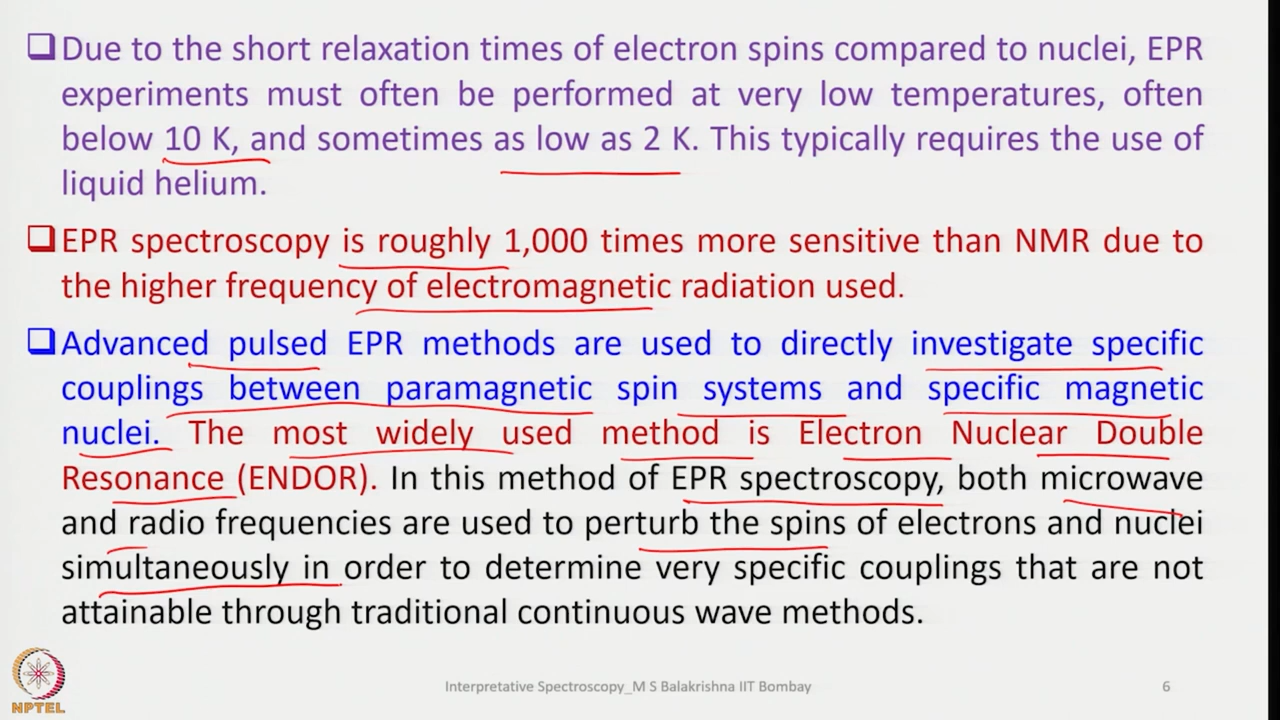 Due to the short relaxation times of electron spins compared to nuclei, EPR
experiments must often be performed at very low temperatures, often
below 10 K, and sometimes as low as 2 K. This typically requires the use of
liquid helium.
EPR spectroscopy is roughly 1,000 times more sensitive than NMR due to
the higher frequency of electromagnetic radiation used.
Advanced pulsed EPR methods are used to directly investigate specific
couplings between paramagnetic spin systems and specific magnetic
nuclei. The most widely used method is Electron Nuclear Double
Resonance (ENDOR). In this method of EPR spectroscopy, both microwave
and radio frequencies are used to perturb the spins of electrons and nuclei
simultaneously in order to determine very specific couplings that are not
attainable through traditional continuous wave methods.
NPTEL
Interpretative Spectroscopy_M S Balakrishna IIT Bombay
6